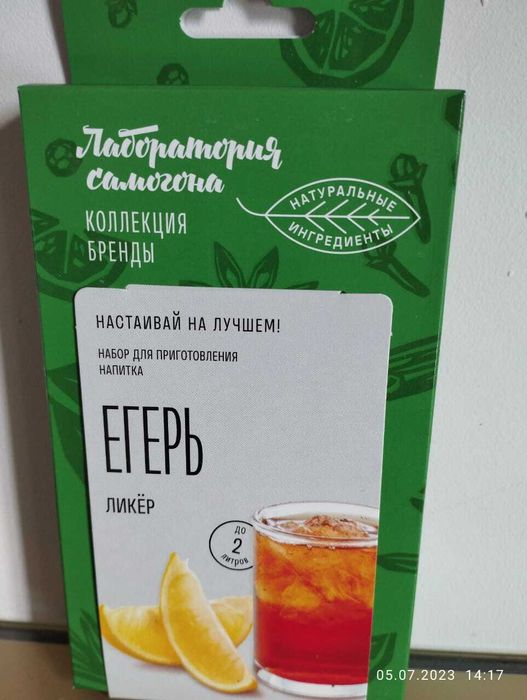 Лаборатория
самогона
КОЛЛЕКЦИЯ
БРЕНДЫ
НАТУРАЛЬНЫЕ
ИНГРЕДИЕНТЫ
НАСТАИВАЙ НА ЛУЧШЕМ!
НАБОР ДЛЯ ПРИГОТОВЛЕНИЯ
НАПИТКА
ЕГЕРЬ
ЛИКЁР
ДО
2
ЛИТРОВ
05.07.2023 14:17